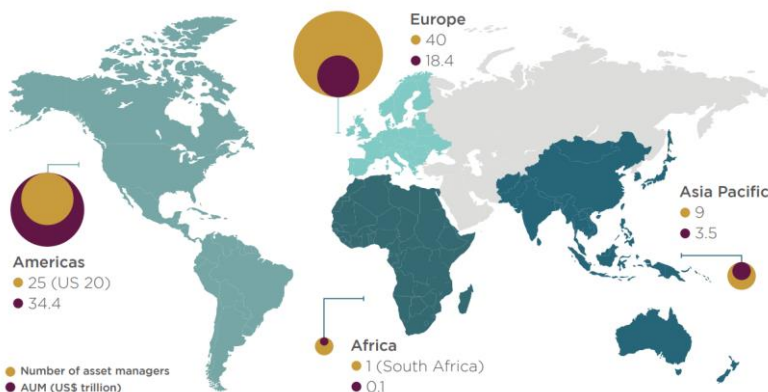 Europe
40
18.4
Asia Pacific
9
3.5
Americas
25 (US 20)
34.4
Africa
1 (South Africa)
0.1
Number of asset managers
AUM (US$ trillion)